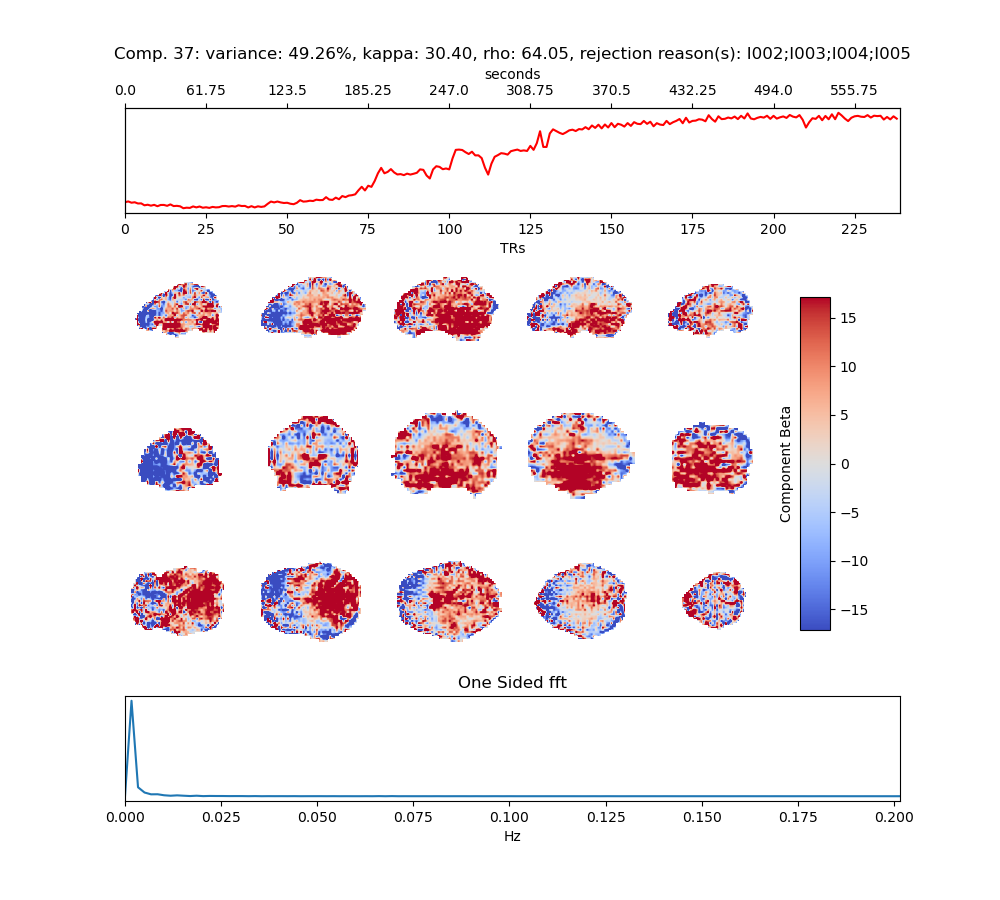 Comp. 37: variance: 49.26%, kappa: 30.40, rho: 64.05, rejection reason(s): I002;I003;I004;I005
seconds
0.0 61.75 123.5 185.25 247.0 308.75 370.5 432.25 494.0 555.75
0 25 50 75 100 125 150 175 200 225
TRs
15
10
5
0
−5
−10
−15
Component Beta
One Sided fft
0.000 0.025 0.050 0.075 0.100 0.125 0.150 0.175 0.200
Hz